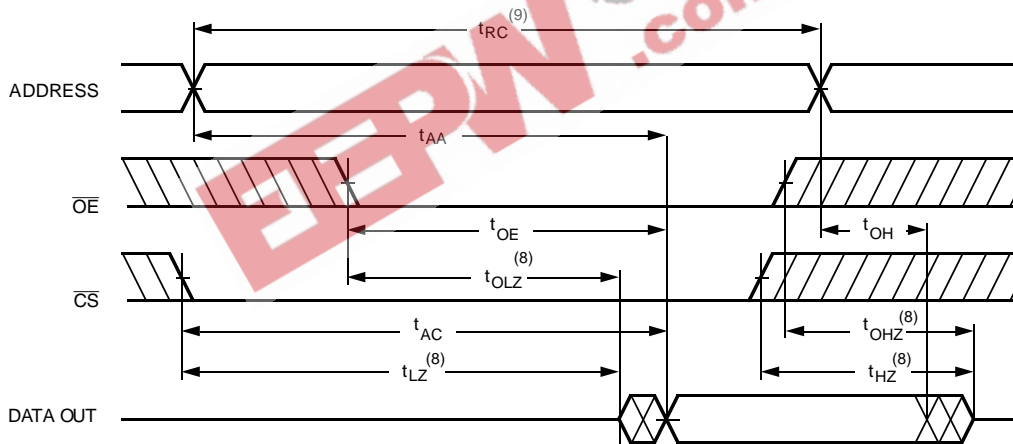 tRC(9)
.com
ADDRESS
tAA
EEPW
OE
tOE
tOH
tOLZ(8)
CS
tAC
tOHZ(8)
tLZ(8)
tHZ(8)
DATA OUT